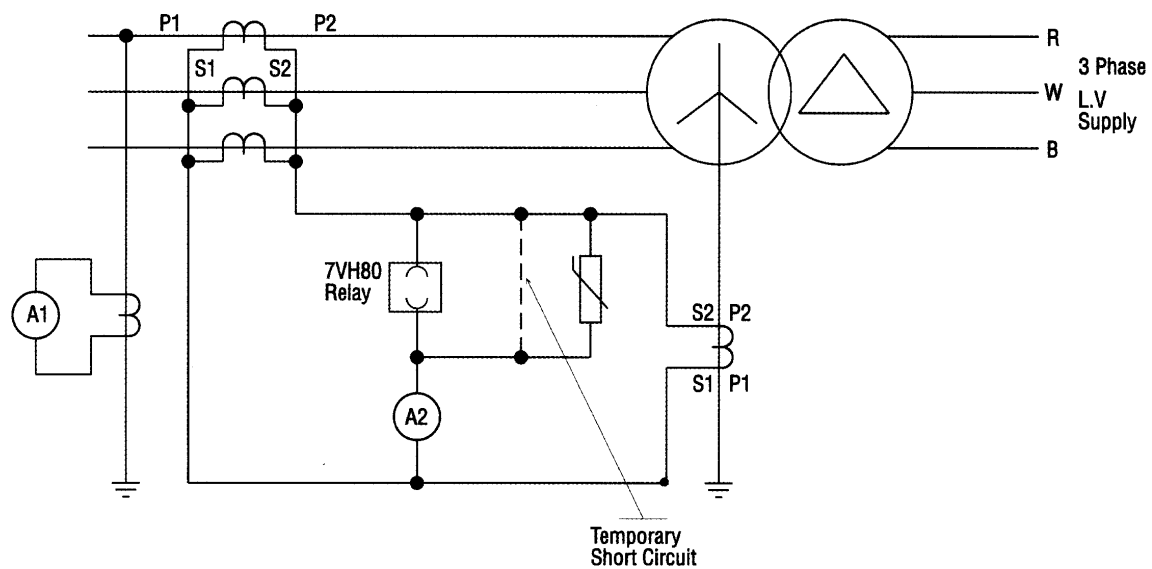 P1
P2
R
S1
S2
3 Phase
W
L.V
Supply
B
7VH80
Relay
A1
S2
P2
S1
P1
A2
Temporary
Short Circuit